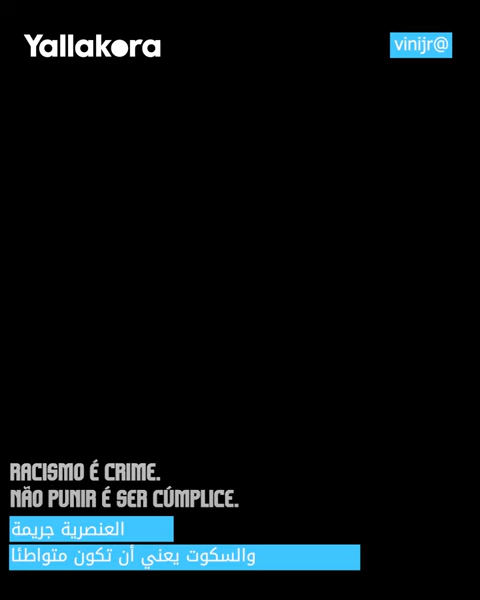 Yallakora
vinijr@
RACISMO É CRIME.
NÃO PUNIR É SER CÚMPLICE.
العنصرية جريمة
والسكوت يعني أن تكون متواطئا